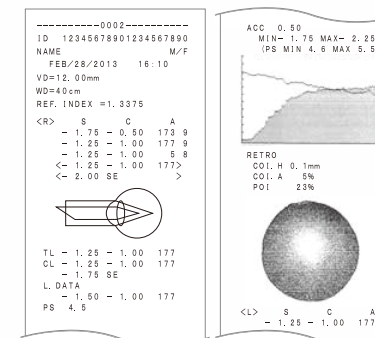 ----------0002----------
ID 12345678901234567890
NAME M/F
FEB/28/2013 16:10
VD=12.00mm
WD=40cm
REF. INDEX =1.3375
<R> S C A
- 1.75 - 0.50 173 9
- 1.25 - 1.00 177 9
- 1.25 - 1.00 5 8
<- 1.25 - 1.00 177>
<- 2.00 SE >
TL - 1.25 - 1.00 177
CL - 1.25 - 1.00 177
- 1.75 SE
L. DATA
- 1.50 - 1.00 177
PS 4.5
ACC 0.50
MIN- 1.75 MAX- 2.25
(PS MIN 4.6 MAX 5.5
RETRO
COI. H 0.1mm
COI. A 5%
POI 23%
<L> S C A
- 1.25 - 1.00 177